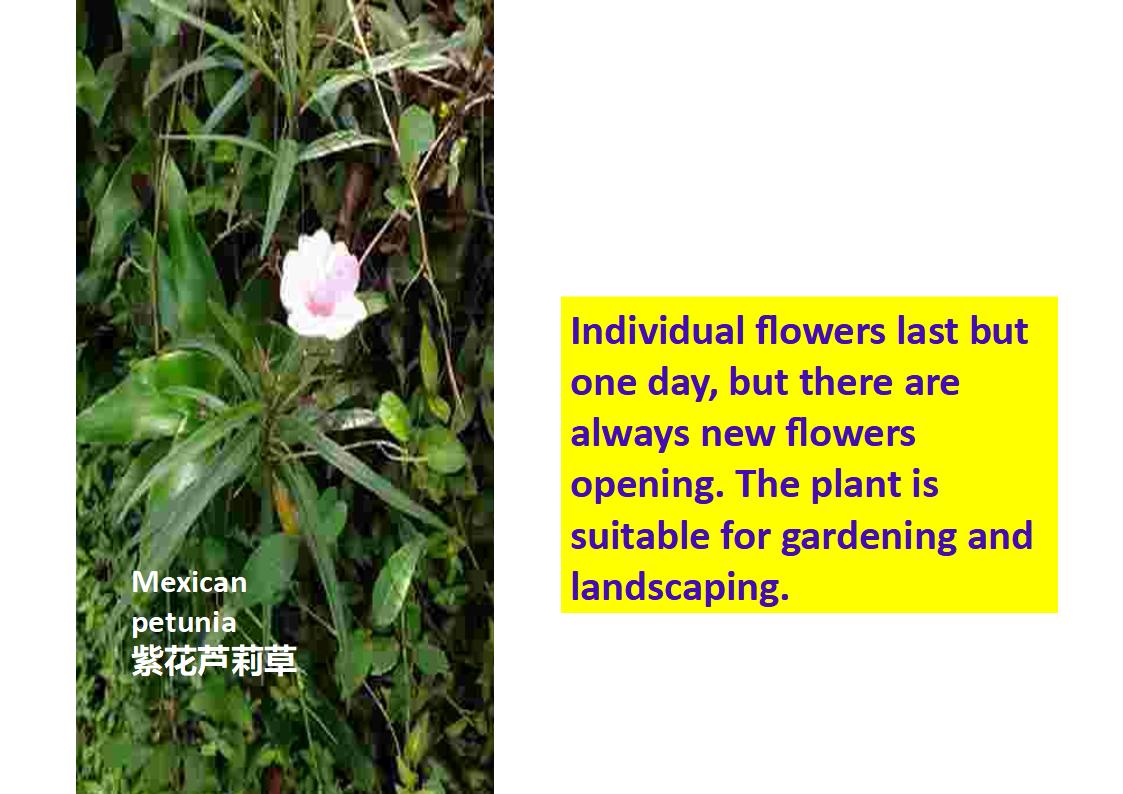 Mexican
petunia
紫花芦莉草
Individual flowers last but
one day, but there are
always new flowers
opening. The plant is
suitable for gardening and
landscaping.